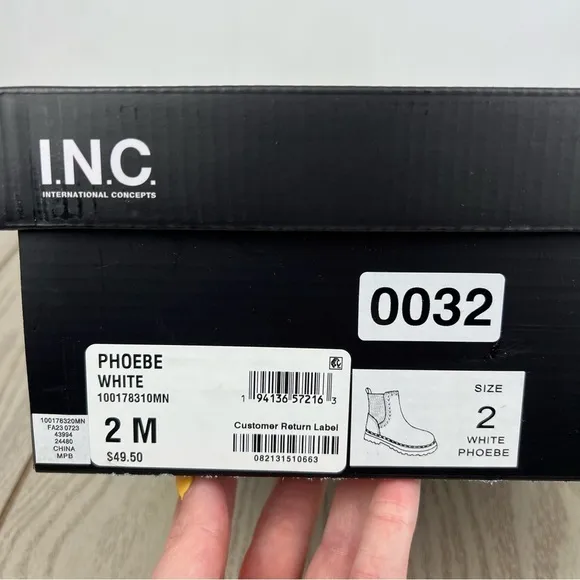 I.N.C.
INTERNATIONAL CONCEPTS
0032
PHOEBE
WHITE
100178310MN
2 M
$49.50
1 94136 57216 3
Customer Return Label
082131510663
SIZE
2
WHITE
PHOEBE
100178320MN
FA23 0723
43994
24480
CHINA
MPB